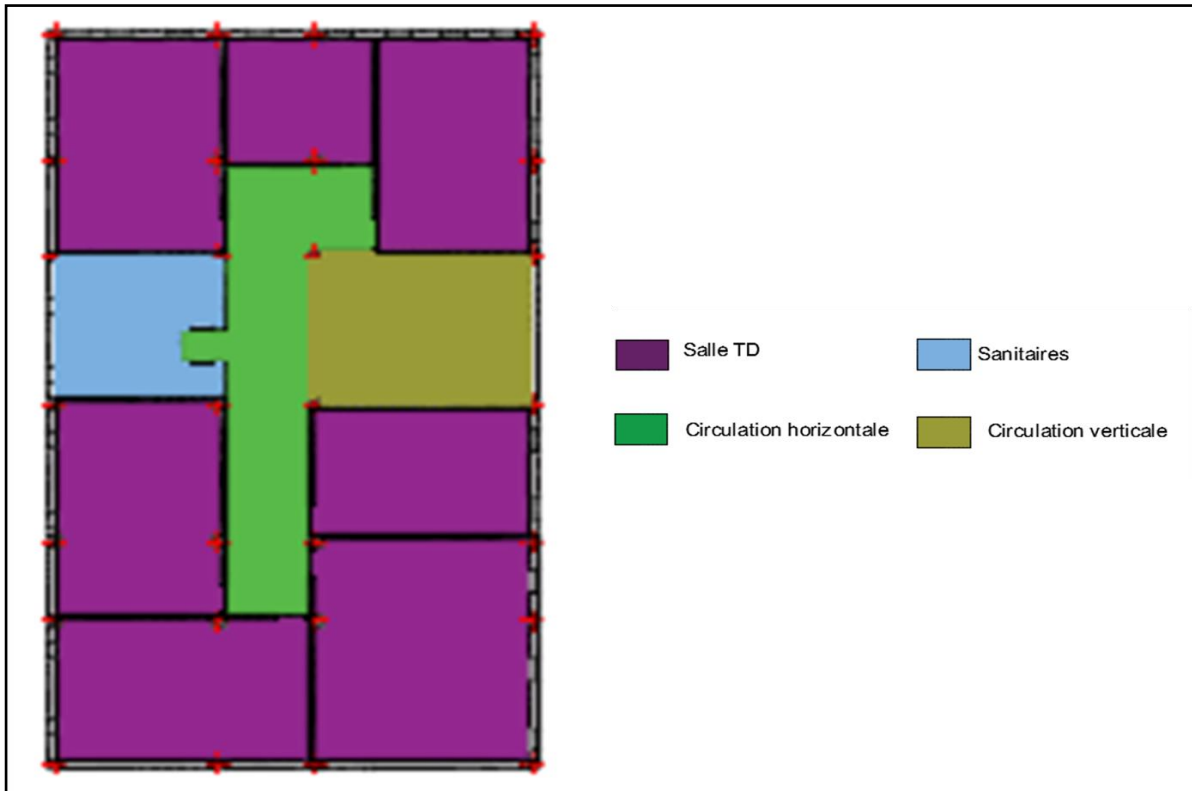 Salle TD
Sanitaires
Circulation horizontale
Circulation verticale